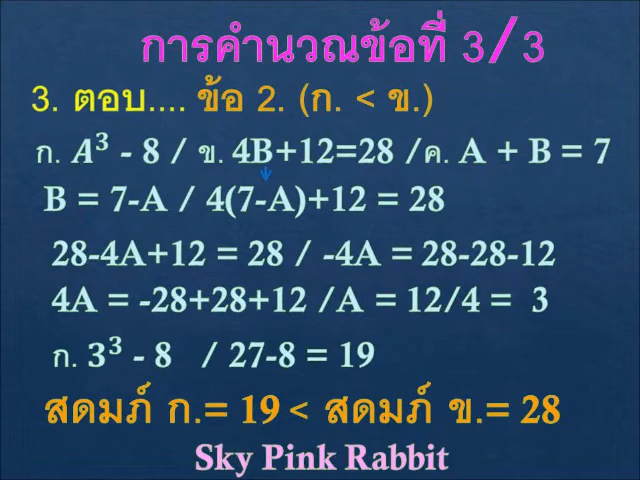 การคำนวณข้อที่ 3/3
3. ตอบ.... ข้อ 2. (ก. < ข.)
ก. A³ - 8 / ข. 4B+12=28 /ค. A + B = 7
B = 7-A / 4(7-A)+12 = 28
28-4A+12 = 28 / -4A = 28-28-12
4A = -28+28+12 /A = 12/4 = 3
ก. 3³ - 8 / 27-8 = 19
สดมภ์ ก.= 19 < สดมภ์ ข.= 28
Sky Pink Rabbit